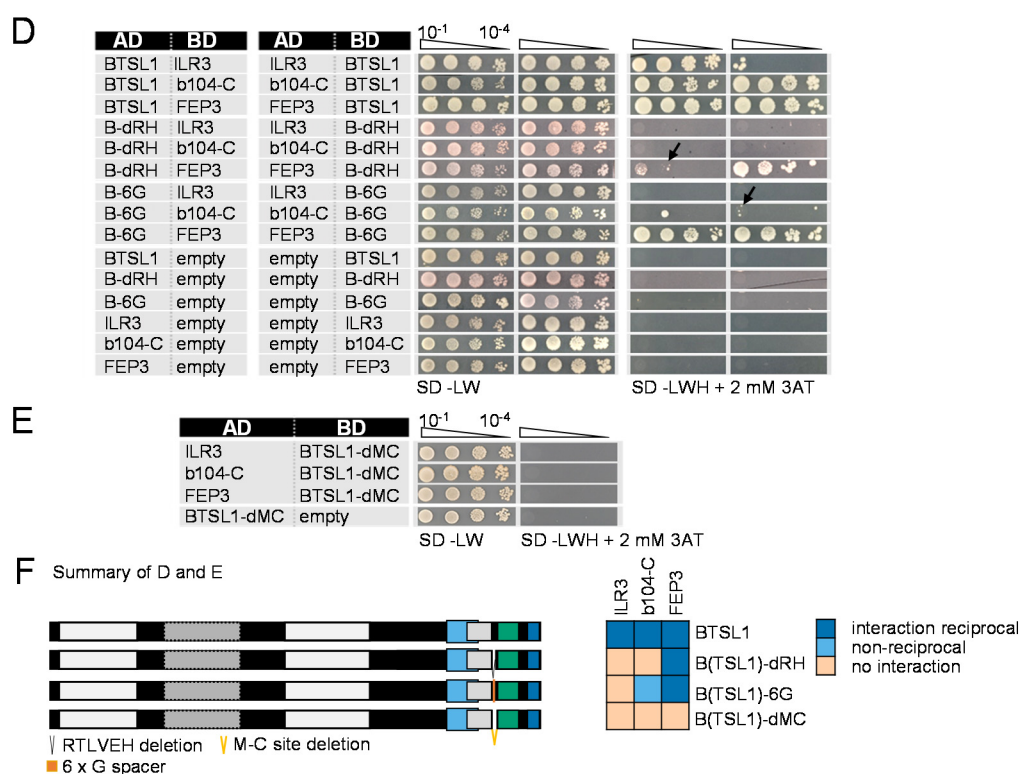 D
AD BD AD BD 10-1 10-4
BTSL1 ILR3 ILR3 BTSL1
BTSL1 b104-C b104-C BTSL1
BTSL1 FEP3 FEP3 BTSL1
B-dRH ILR3 ILR3 B-dRH
B-dRH b104-C b104-C B-dRH
B-dRH FEP3 FEP3 B-dRH
B-6G ILR3 ILR3 B-6G
B-6G b104-C b104-C B-6G
B-6G FEP3 FEP3 B-6G
BTSL1 empty empty BTSL1
B-dRH empty empty B-dRH
B-6G empty empty B-6G
ILR3 empty empty ILR3
b104-C empty empty b104-C
FEP3 empty empty FEP3
SD -LW SD -LWH + 2 mM 3AT
E
AD BD 10-1 10-4
ILR3 BTSL1-dMC
b104-C BTSL1-dMC
FEP3 BTSL1-dMC
BTSL1-dMC empty
SD -LW SD -LWH + 2 mM 3AT
F Summary of D and E
RTLVEH deletion M-C site deletion
6 x G spacer
ILR3 b104-C FEP3
BTSL1
B(TSL1)-dRH
B(TSL1)-6G
B(TSL1)-dMC
interaction reciprocal
non-reciprocal
no interaction